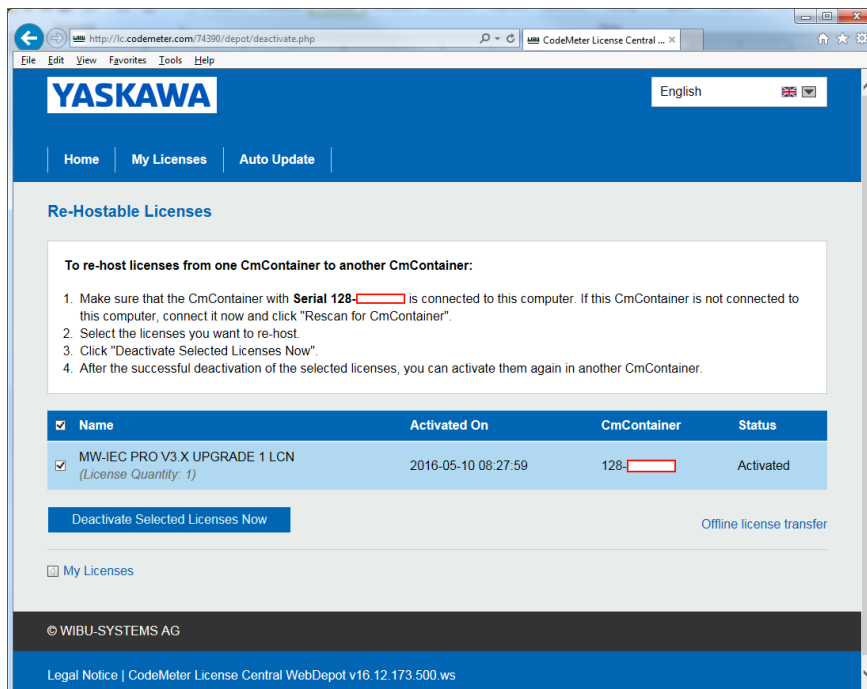 http://lc.codemeter.com/74390/depot/deactivate.php
CodeMeter License Central ...
File Edit View Favorites Tools Help
YASKAWA
English
Home My Licenses Auto Update
Re-Hostable Licenses
To re-host licenses from one CmContainer to another CmContainer:
1. Make sure that the CmContainer with Serial 128- is connected to this computer. If this CmContainer is not connected to
this computer, connect it now and click "Rescan for CmContainer".
2. Select the licenses you want to re-host.
3. Click "Deactivate Selected Licenses Now".
4. After the successful deactivation of the selected licenses, you can activate them again in another CmContainer.
Name Activated On CmContainer Status
MW-IEC PRO V3.X UPGRADE 1 LCN
(License Quantity: 1)
2016-05-10 08:27:59 128- Activated
Deactivate Selected Licenses Now
Offline license transfer
My Licenses
© WIBU-SYSTEMS AG
Legal Notice | CodeMeter License Central WebDepot v16.12.173.500.ws